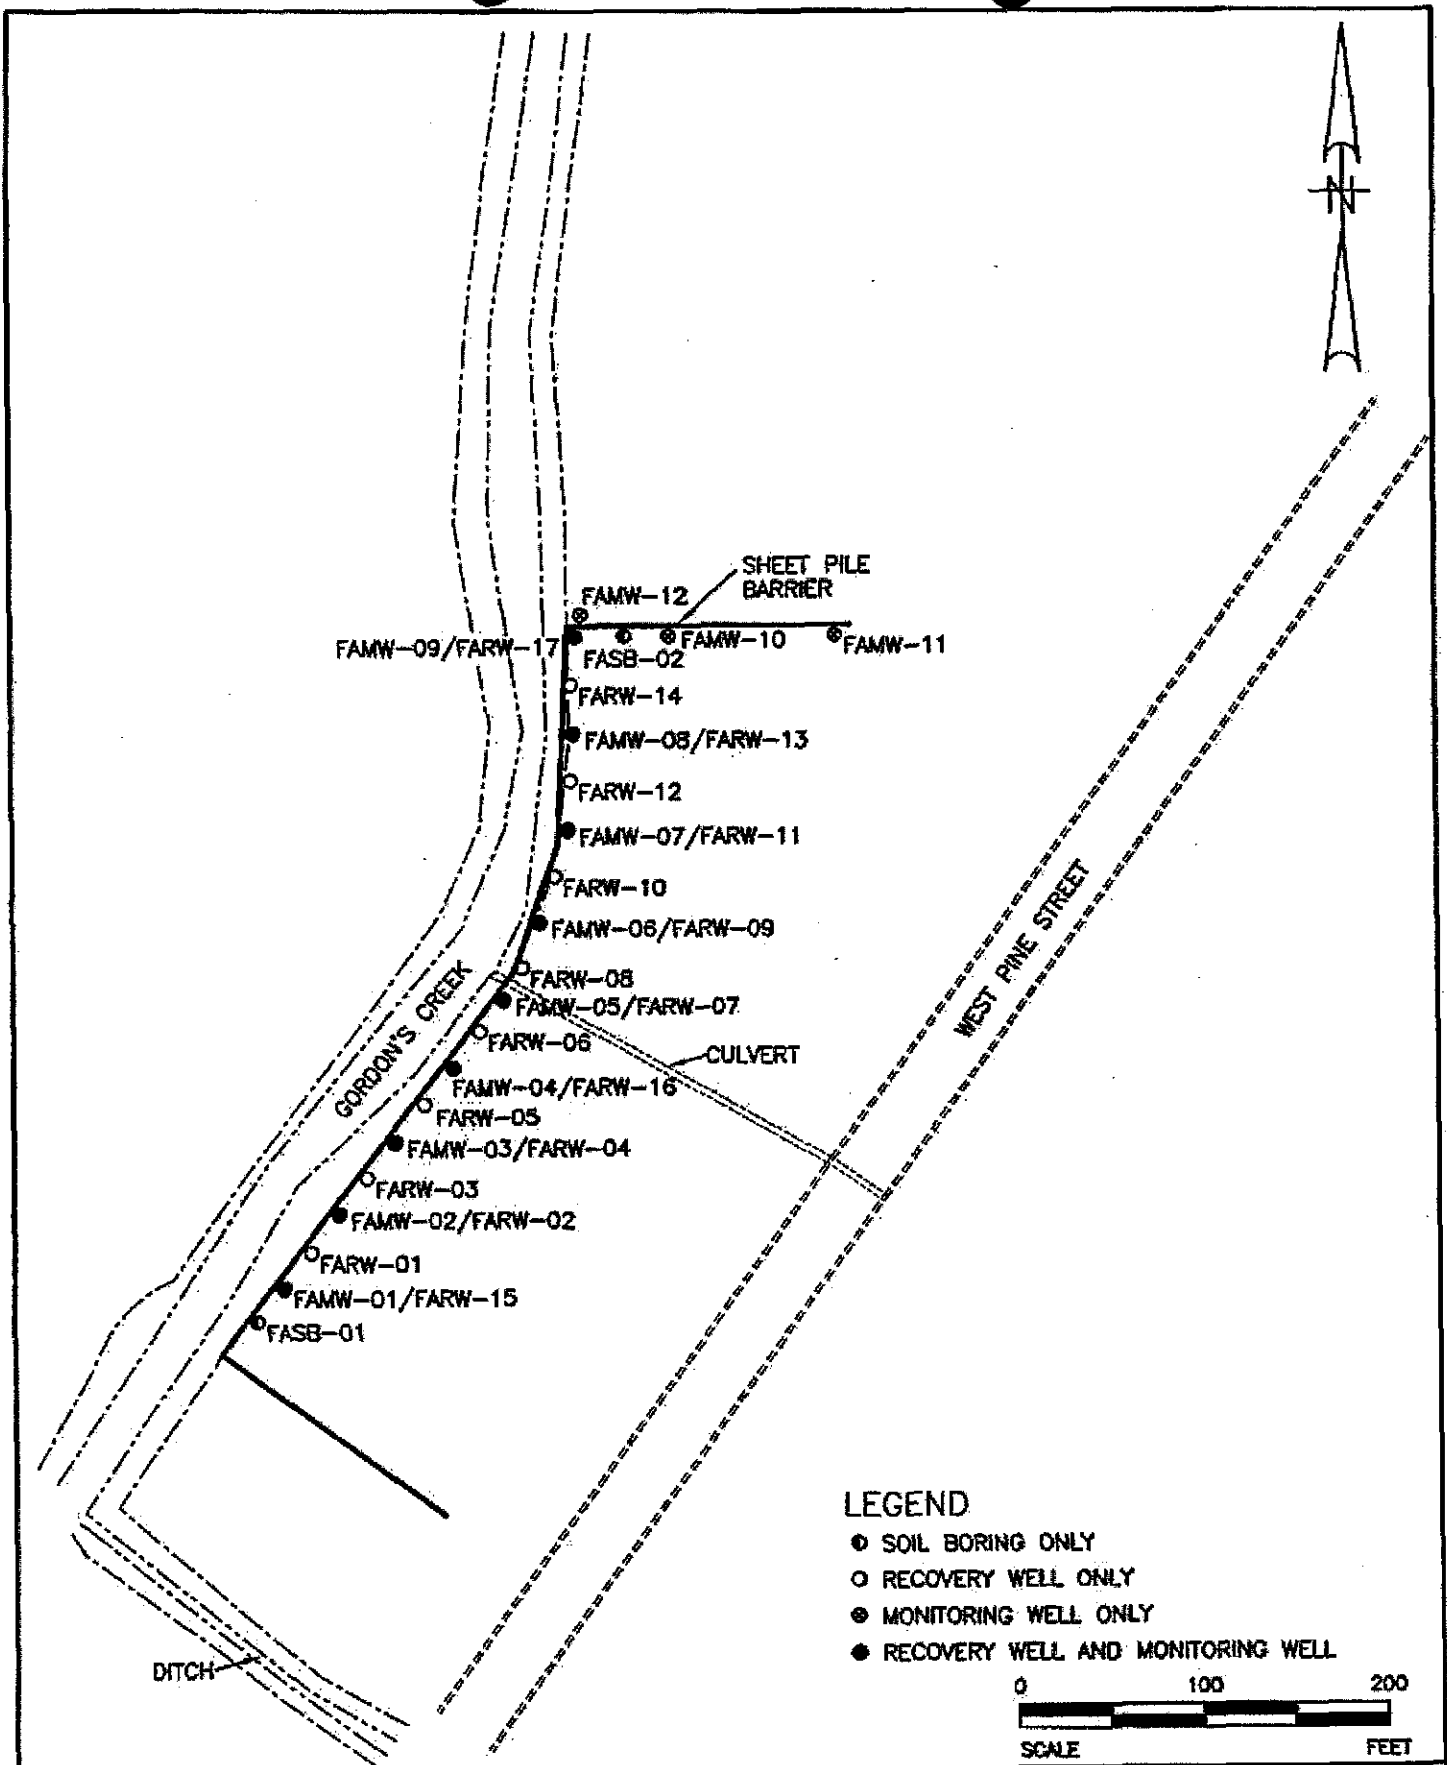 N
SHEET PILE
BARRIER
FAMW-12
FAMW-09/FARW-17
FASB-02
FAMW-10
FAMW-11
FARW-14
FAMW-08/FARW-13
FARW-12
FAMW-07/FARW-11
FARW-10
FAMW-06/FARW-09
FARW-08
FAMW-05/FARW-07
FARW-06
CULVERT
FAMW-04/FARW-16
FARW-05
FAMW-03/FARW-04
FARW-03
FAMW-02/FARW-02
FARW-01
FAMW-01/FARW-15
FASB-01
GORDON'S CREEK
WEST PINE STREET
DITCH
LEGEND
SOIL BORING ONLY
RECOVERY WELL ONLY
MONITORING WELL ONLY
RECOVERY WELL AND MONITORING WELL
0 100 200
SCALE FEET